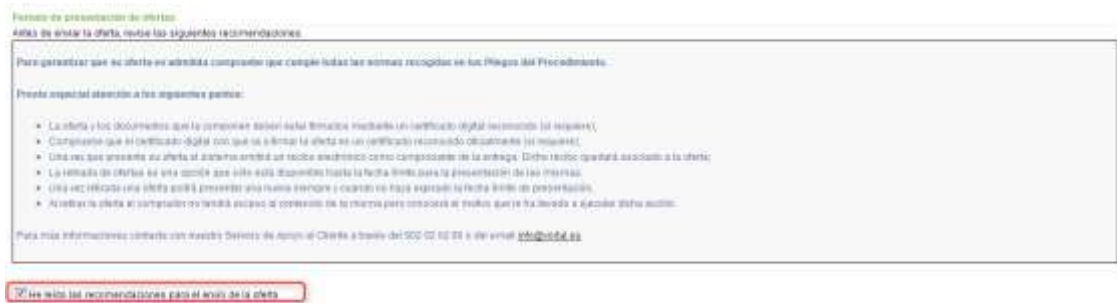 Formato de presentación de ofertas
Antes de enviar la oferta, revise las siguientes recomendaciones.
Para garantizar que su oferta es admitida compruebe que cumple todas las normas recogidas en los Pliegos del Procedimiento.
Preste especial atención a los siguientes puntos:
La oferta y los documentos que la componen deben estar firmados mediante un certificado digital reconocido (si requiere);
Compruebe que el certificado digital con que va a firmar la oferta es un certificado reconocido oficialmente (si requiere);
Una vez que presente su oferta el sistema emitirá un recibo electrónico como comprobante de la entrega. Dicho recibo quedará asociado a la oferta;
La retirada de ofertas es una opción que sólo está disponible hasta la fecha límite para la presentación de las mismas.
Una vez retirada una oferta podrá presentar una nueva siempre y cuando no haya expirado la fecha límite de presentación.
Al retirar la oferta el comprador no tendrá acceso al contenido de la misma pero conocerá el motivo que le ha llevado a ejecutar dicha acción.
Para más informaciones contacte con nuestro Servicio de Apoyo al Cliente a través del 902 02 02 90 o del email info@vortal.es
He leído las recomendaciones para el envío de la oferta